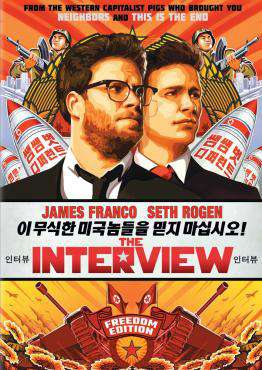 FROM THE WESTERN CAPITALIST PIGS WHO BROUGHT YOU
NEIGHBORS AND THIS IS THE END
JAMES FRANCO SETH ROGEN
이 무식한 미국놈들을 믿지 마십시오!
THE
인터뷰 INTERVIEW 인터뷰
FREEDOM
EDITION